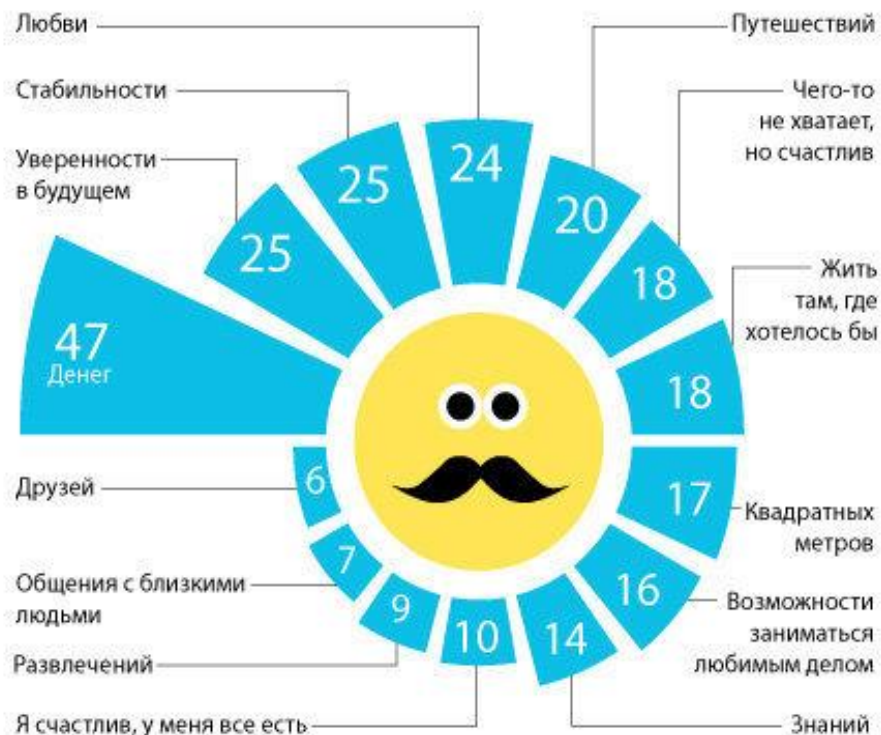 Любви
24
Стабильности
25
Уверенности
в будущем
25
47
Денег
Путешествий
20
Чего-то
не хватает,
но счастлив
18
Жить
там, где
хотелось бы
18
Квадратных
метров
17
Возможности
заниматься
любимым делом
16
Знаний
14
Я счастлив, у меня все есть
10
Развлечений
9
Общения с близкими
людьми
7
Друзей
6